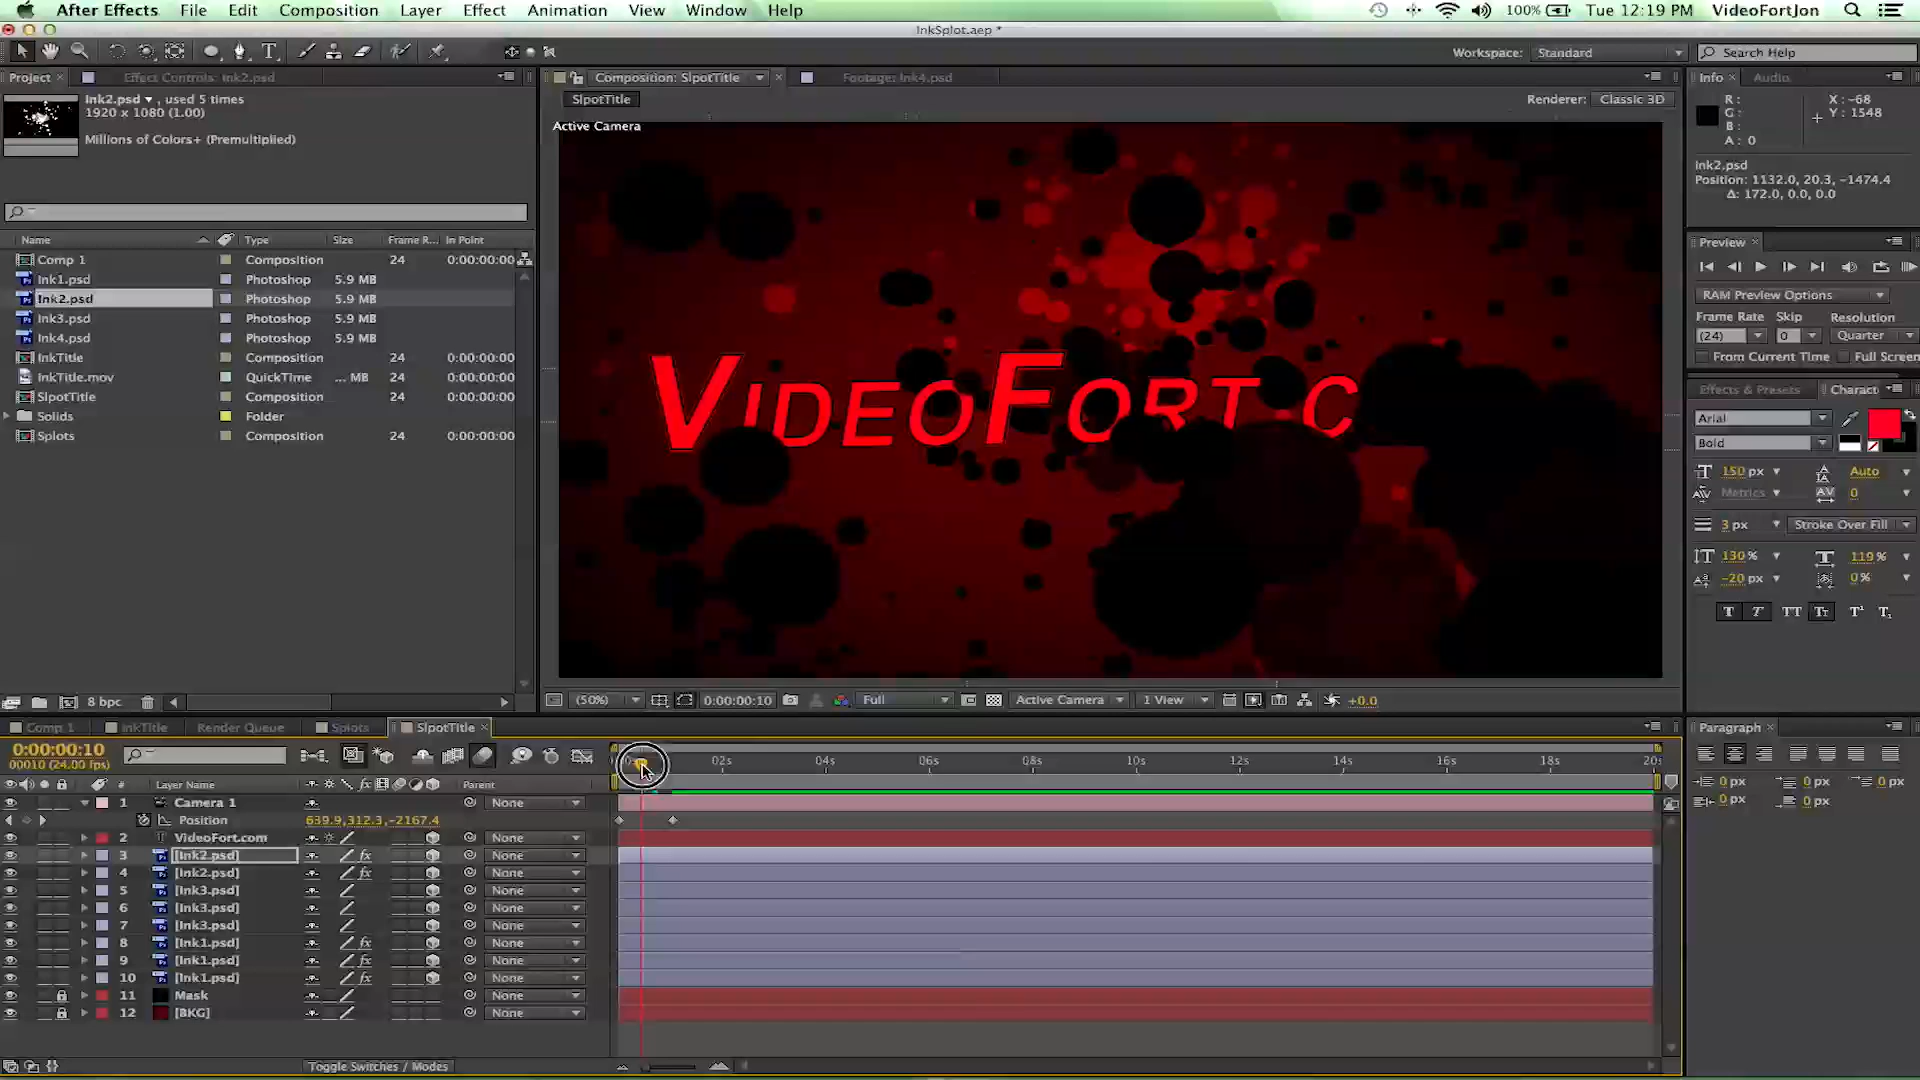 After Effects File Edit Composition Layer Effect Animation View Window Help 100% Tue 12:19 PM VideoFortJon
InkSplot.aep *
Workspace: Standard Search Help
Project Effect Controls: Ink2.psd Composition: SlpotTitle Footage: Ink4.psd Info Audio
Ink2.psd , used 5 times
1920 x 1080 (1.00)
Millions of Colors+ (Premultiplied)
SlpotTitle Renderer: Classic 3D
Active Camera
R: X: -68
G: Y: 1548
B:
A: 0
Ink2.psd
Position: 1132.0, 20.3, -1474.4
Δ: 172.0, 0.0, 0.0
Name Type Size Frame R... In Point
Comp 1 Composition 24 0:00:00:00
Ink1.psd Photoshop 5.9 MB
Ink2.psd Photoshop 5.9 MB
Ink3.psd Photoshop 5.9 MB
Ink4.psd Photoshop 5.9 MB
InkTitle Composition 24 0:00:00:00
InkTitle.mov QuickTime ... MB 24 0:00:00:00
SlpotTitle Composition 24 0:00:00:00
Solids Folder
Splots Composition 24 0:00:00:00
VIDEOFORT C
Preview
RAM Preview Options
Frame Rate Skip Resolution
(24) 0 Quarter
From Current Time Full Screen
Effects & Presets Charact
Arial
Bold
150 px Auto
Metrics 0
3 px Stroke Over Fill
130 % 119 %
-20 px 0 %
T T TT Tt T¹ T₁
8 bpc
(50%) 0:00:00:10 Full Active Camera 1 View +0.0
Comp 1 InkTitle Render Queue Splots SlpotTitle
0:00:00:10
00010 (24.00 fps)
02s 04s 06s 08s 10s 12s 14s 16s 18s 20s
# Layer Name Parent
1 Camera 1 None
Position 639.9,312.3,-2167.4
2 VideoFort.com None
3 [Ink2.psd] None
4 [Ink2.psd] None
5 [Ink3.psd] None
6 [Ink3.psd] None
7 [Ink3.psd] None
8 [Ink1.psd] None
9 [Ink1.psd] None
10 [Ink1.psd] None
11 Mask None
12 [BKG] None
Toggle Switches / Modes
Paragraph
0 px 0 px 0 px
0 px 0 px